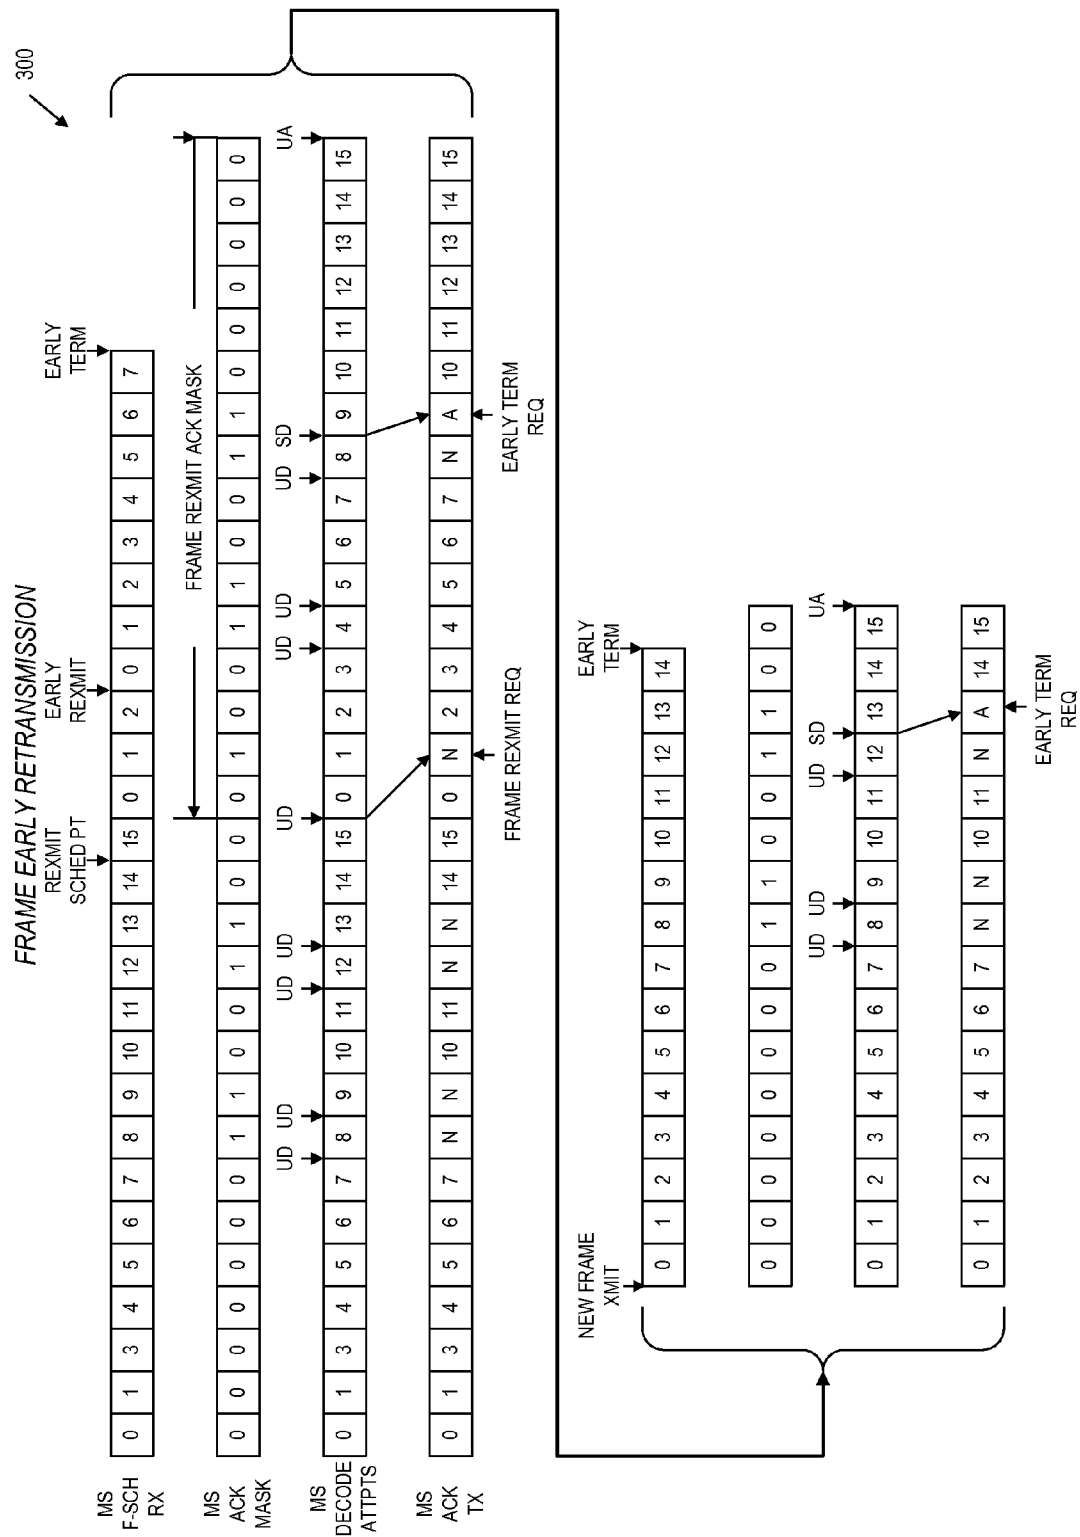 300
FRAME EARLY RETRANSMISSION
REXMIT
SCHED PT
EARLY
REXMIT
EARLY
TERM
MS
F-SCH
RX
0 1 3 4 5 6 7 8 9 10 11 12 13 14 15 0 1 2 0 1 2 3 4 5 6 7
FRAME REXMIT ACK MASK
MS
ACK
MASK
0 0 0 0 0 0 0 1 1 0 0 1 1 0 0 0 1 0 0 1 1 0 0 1 1 0 0 0 0 0 0
UD UD UD UD UD UD UD UD SD UA
MS
DECODE
ATTPTS
0 1 3 4 5 6 7 8 9 10 11 12 13 14 15 0 1 2 3 4 5 6 7 8 9 10 11 12 13 14 15
MS
ACK
TX
0 1 3 4 5 6 7 N N 10 11 N N 14 15 0 N 2 3 4 5 6 7 N A 10 11 12 13 14 15
FRAME REXMIT REQ
EARLY TERM
REQ
NEW FRAME
XMIT
EARLY
TERM
0 1 2 3 4 5 6 7 8 9 10 11 12 13 14
0 0 0 0 0 0 0 0 1 1 0 0 1 1 0 0
UD UD UD SD UA
0 1 2 3 4 5 6 7 8 9 10 11 12 13 14 15
0 1 2 3 4 5 6 7 N N 10 11 N A 14 15
EARLY TERM
REQ